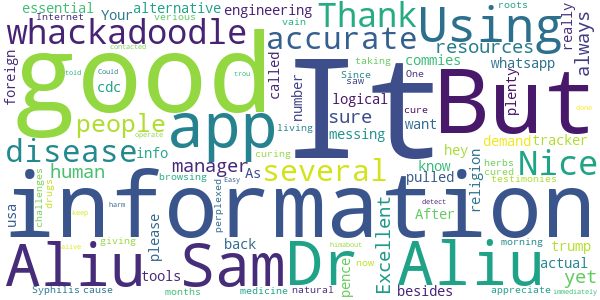 foreign
Internet
essential
verious
Your
alternative
engineering
vain
Thank
Using
roots
really
always
whackadoodle
Could
cdc
told
contacted
called
number
accurate
resources
commies
whatsapp
Since
saw
One
taking
logical
sure
cure
plenty
living
messing
want
good
It
But
people
app
disease
info
human
manager
curing
several
As
browsing
Easy
perplexed
hey
know
pulled
demand
tracker
herbs
cured
testimonies
Nice
trou
operate
done
usa
challenges
drugs
keep
harm
information
please
giving
After
detect
religion
trump
actual
yet
Aliu
Sam
Dr
Aliu
Excellent
pence
back
tools
alive
now
himabout
besides
morning
appreciate
immediately
Syphilis
cause
months
medicine
natural